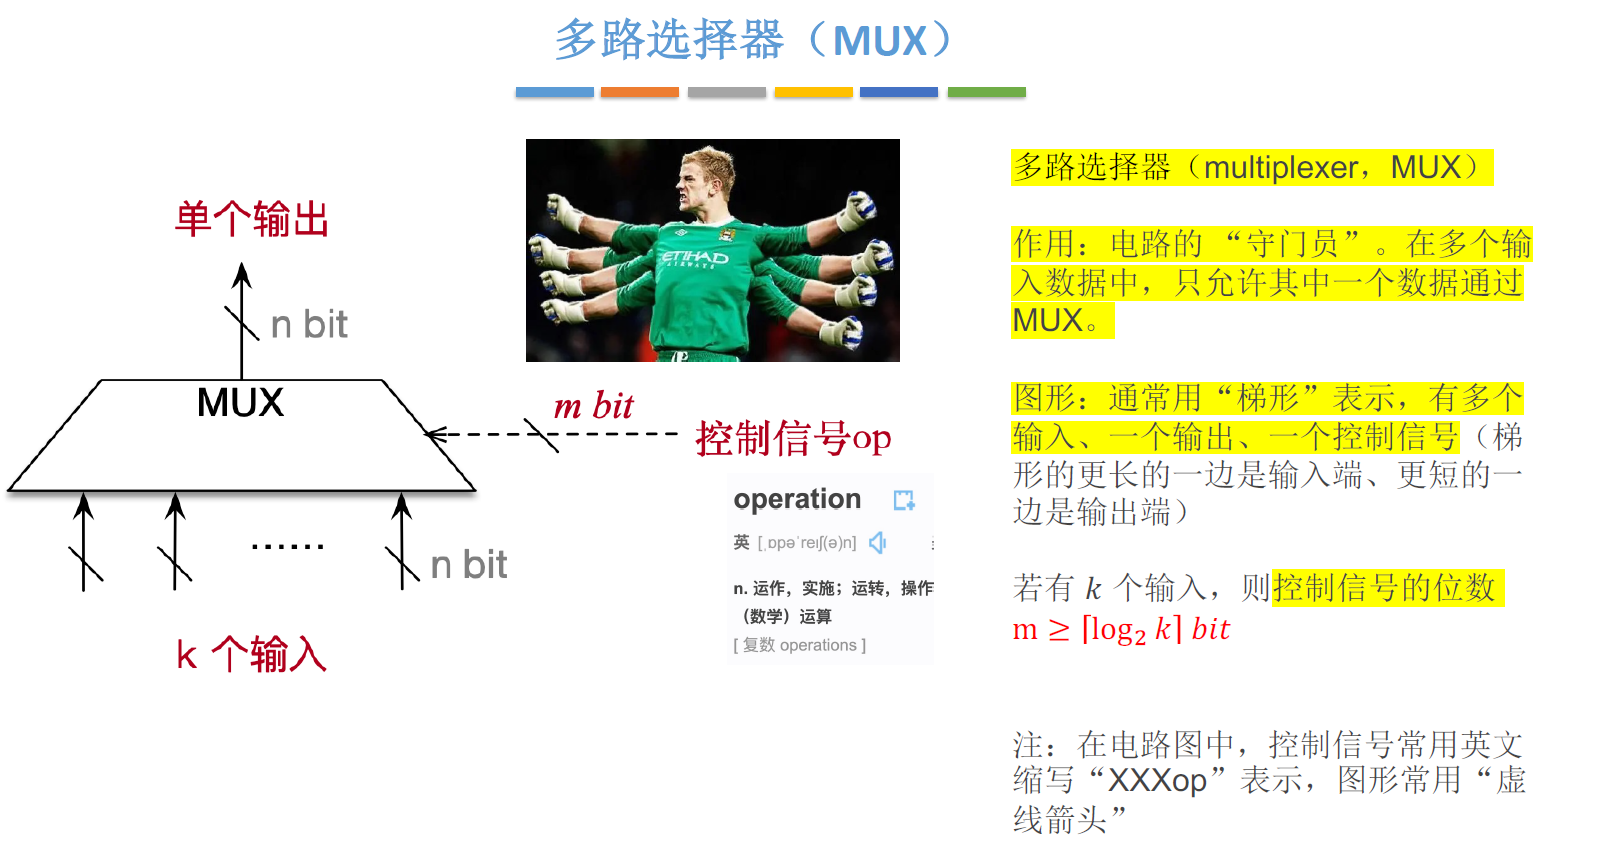 多路选择器（MUX）
单个输出
n bit
MUX
m bit
控制信号op
……
n bit
k 个输入
ETIHAD
AIRWAYS
operation
英 [ˌɒpəˈreɪʃ(ə)n]
n. 运作，实施；运转，操作
（数学）运算
[ 复数 operations ]
多路选择器（multiplexer，MUX）
作用：电路的 “守门员”。在多个输
入数据中，只允许其中一个数据通过
MUX。
图形：通常用“梯形”表示，有多个
输入、一个输出、一个控制信号（梯
形的更长的一边是输入端、更短的一
边是输出端）
若有 k 个输入，则控制信号的位数
m ≥ ⌈log₂ k⌉ bit
注：在电路图中，控制信号常用英文
缩写“XXXop”表示，图形常用“虚
线箭头”